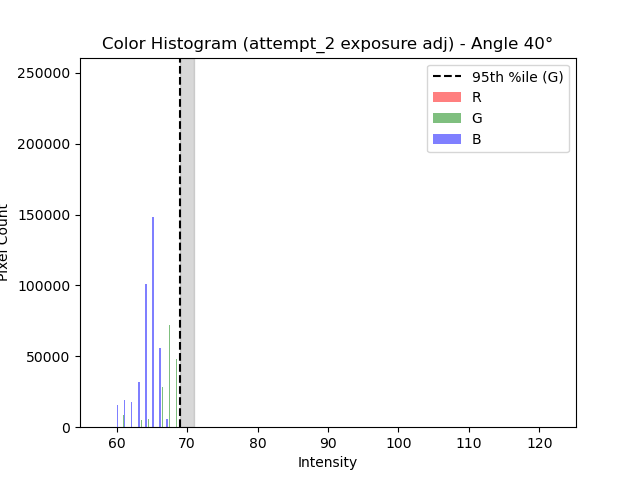 Color Histogram (attempt_2 exposure adj) - Angle 40°
250000
200000
150000
100000
50000
0
Pixel Count
60 70 80 90 100 110 120
Intensity
95th %ile (G)
R
G
B